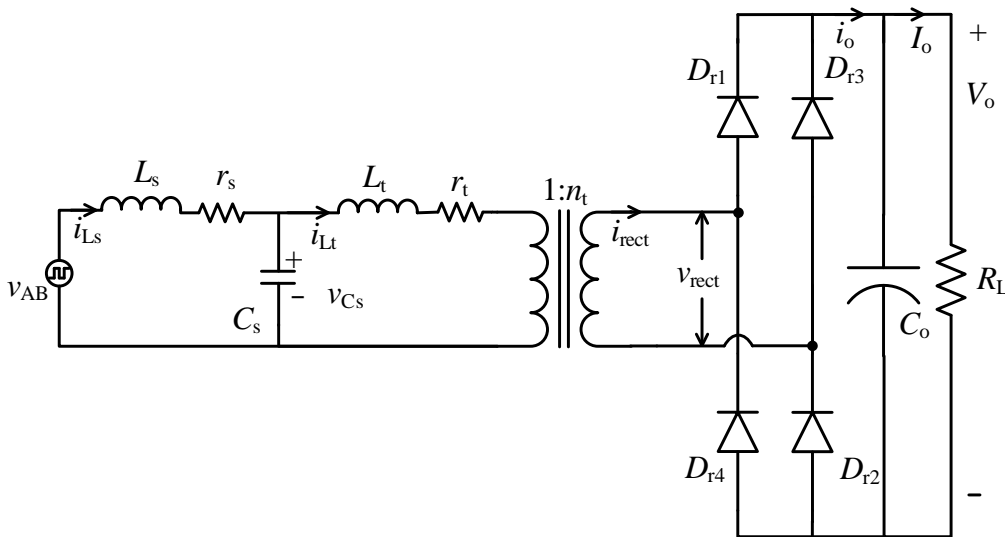 i_o
I_o
+
D_r1
D_r3
V_o
L_s
r_s
L_t
r_t
1:n_t
i_Ls
i_Lt
i_rect
+
v_AB
v_rect
R_L
–
v_Cs
C_s
C_o
D_r4
D_r2
–